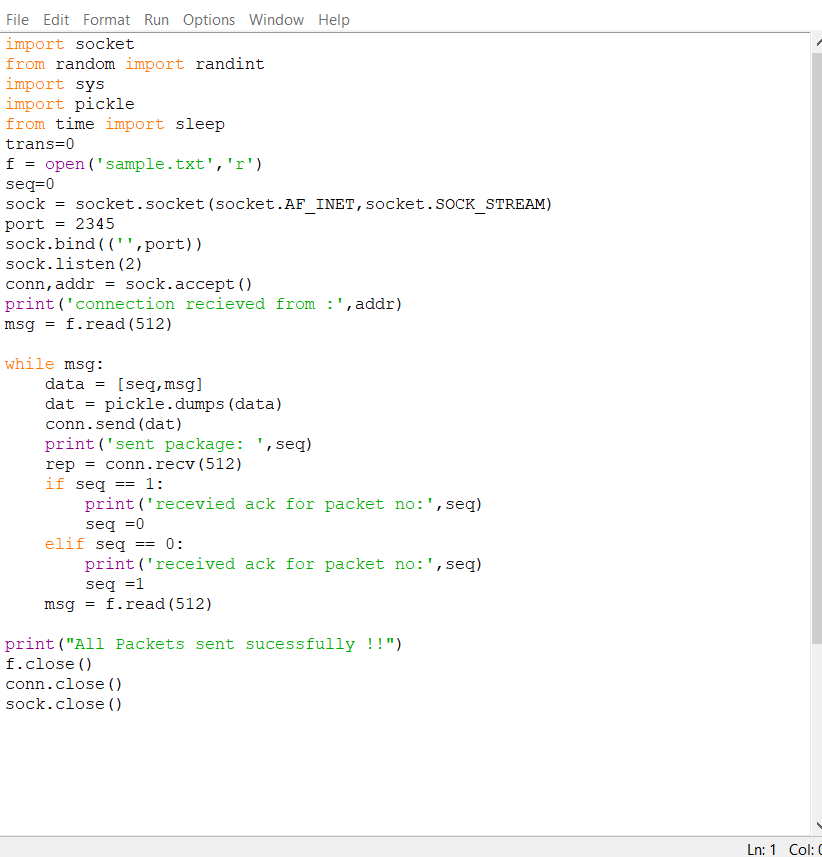 File Edit Format Run Options Window Help
import socket
from random import randint
import sys
import pickle
from time import sleep
trans=0
f = open('sample.txt','r')
seq=0
sock = socket.socket(socket.AF_INET,socket.SOCK_STREAM)
port = 2345
sock.bind(('',port))
sock.listen(2)
conn,addr = sock.accept()
print('connection recieved from :',addr)
msg = f.read(512)

while msg:
    data = [seq,msg]
    dat = pickle.dumps(data)
    conn.send(dat)
    print('sent package: ',seq)
    rep = conn.recv(512)
    if seq == 1:
        print('recevied ack for packet no:',seq)
        seq =0
    elif seq == 0:
        print('received ack for packet no:',seq)
        seq =1
    msg = f.read(512)

print("All Packets sent sucessfully !!")
f.close()
conn.close()
sock.close()
Ln: 1 Col: